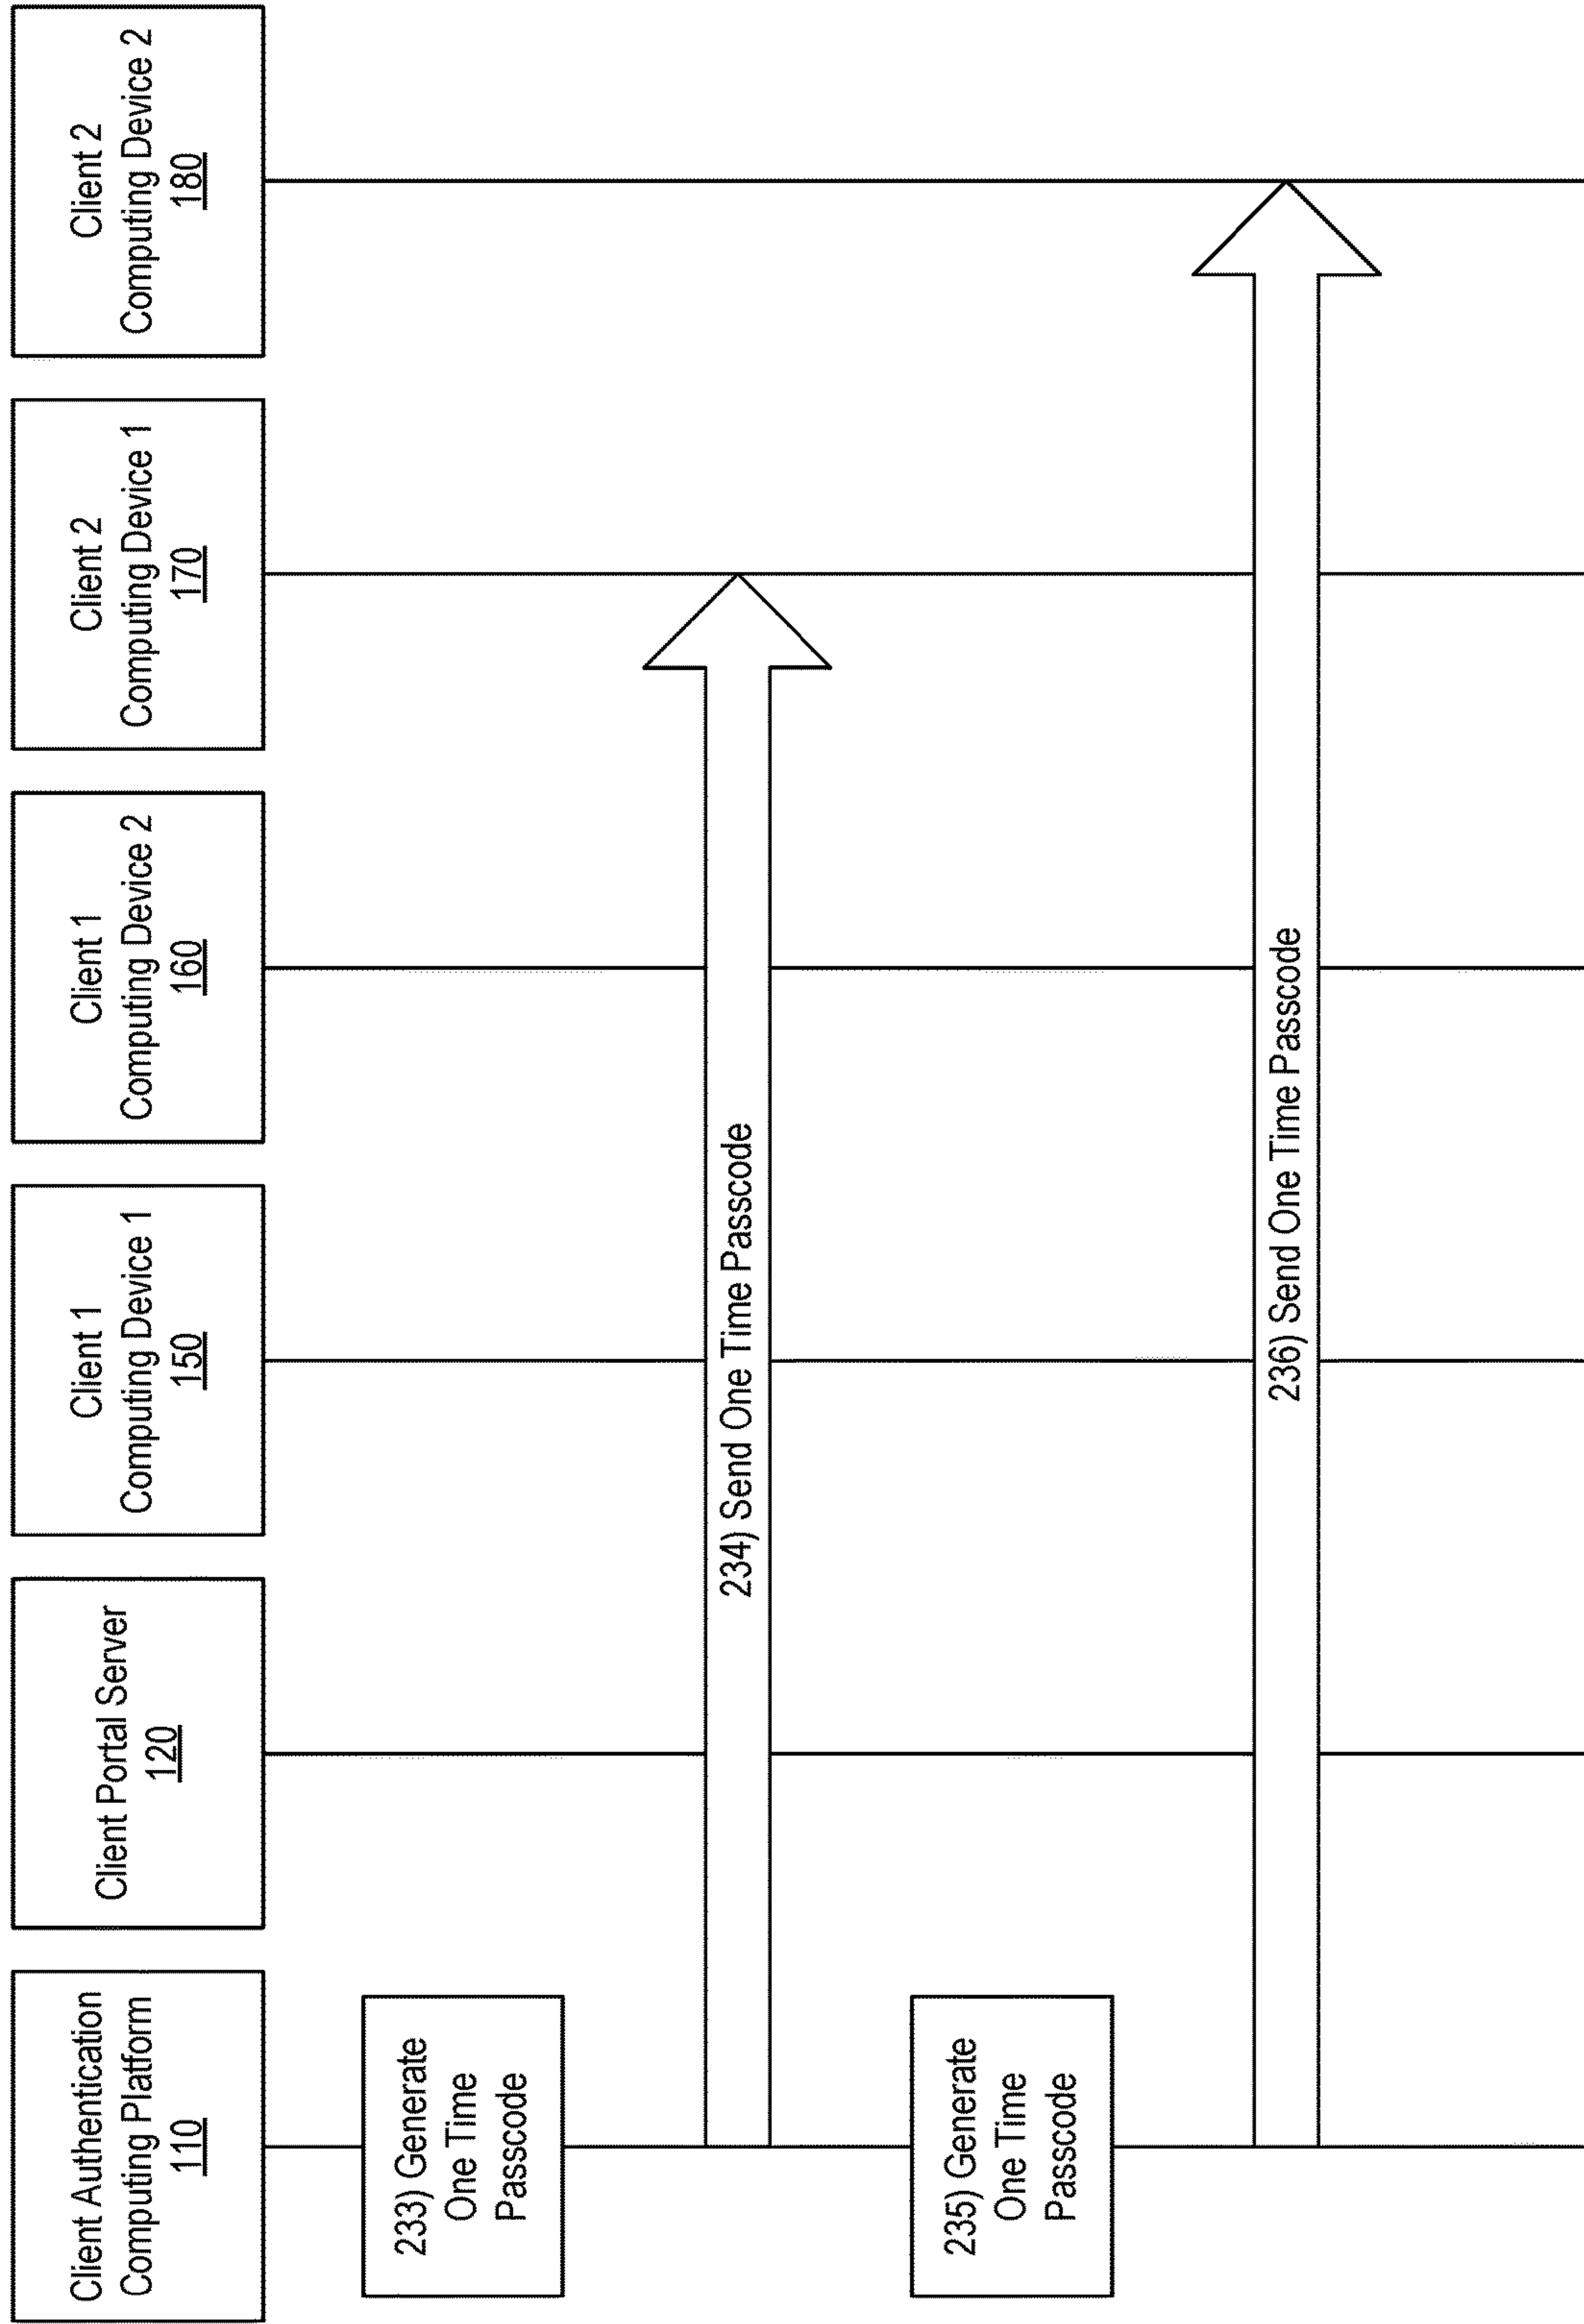 Client Authentication
Computing Platform
110
Client Portal Server
120
Client 1
Computing Device 1
150
Client 1
Computing Device 2
160
Client 2
Computing Device 1
170
Client 2
Computing Device 2
180
233) Generate
One Time
Passcode
234) Send One Time Passcode
235) Generate
One Time
Passcode
236) Send One Time Passcode